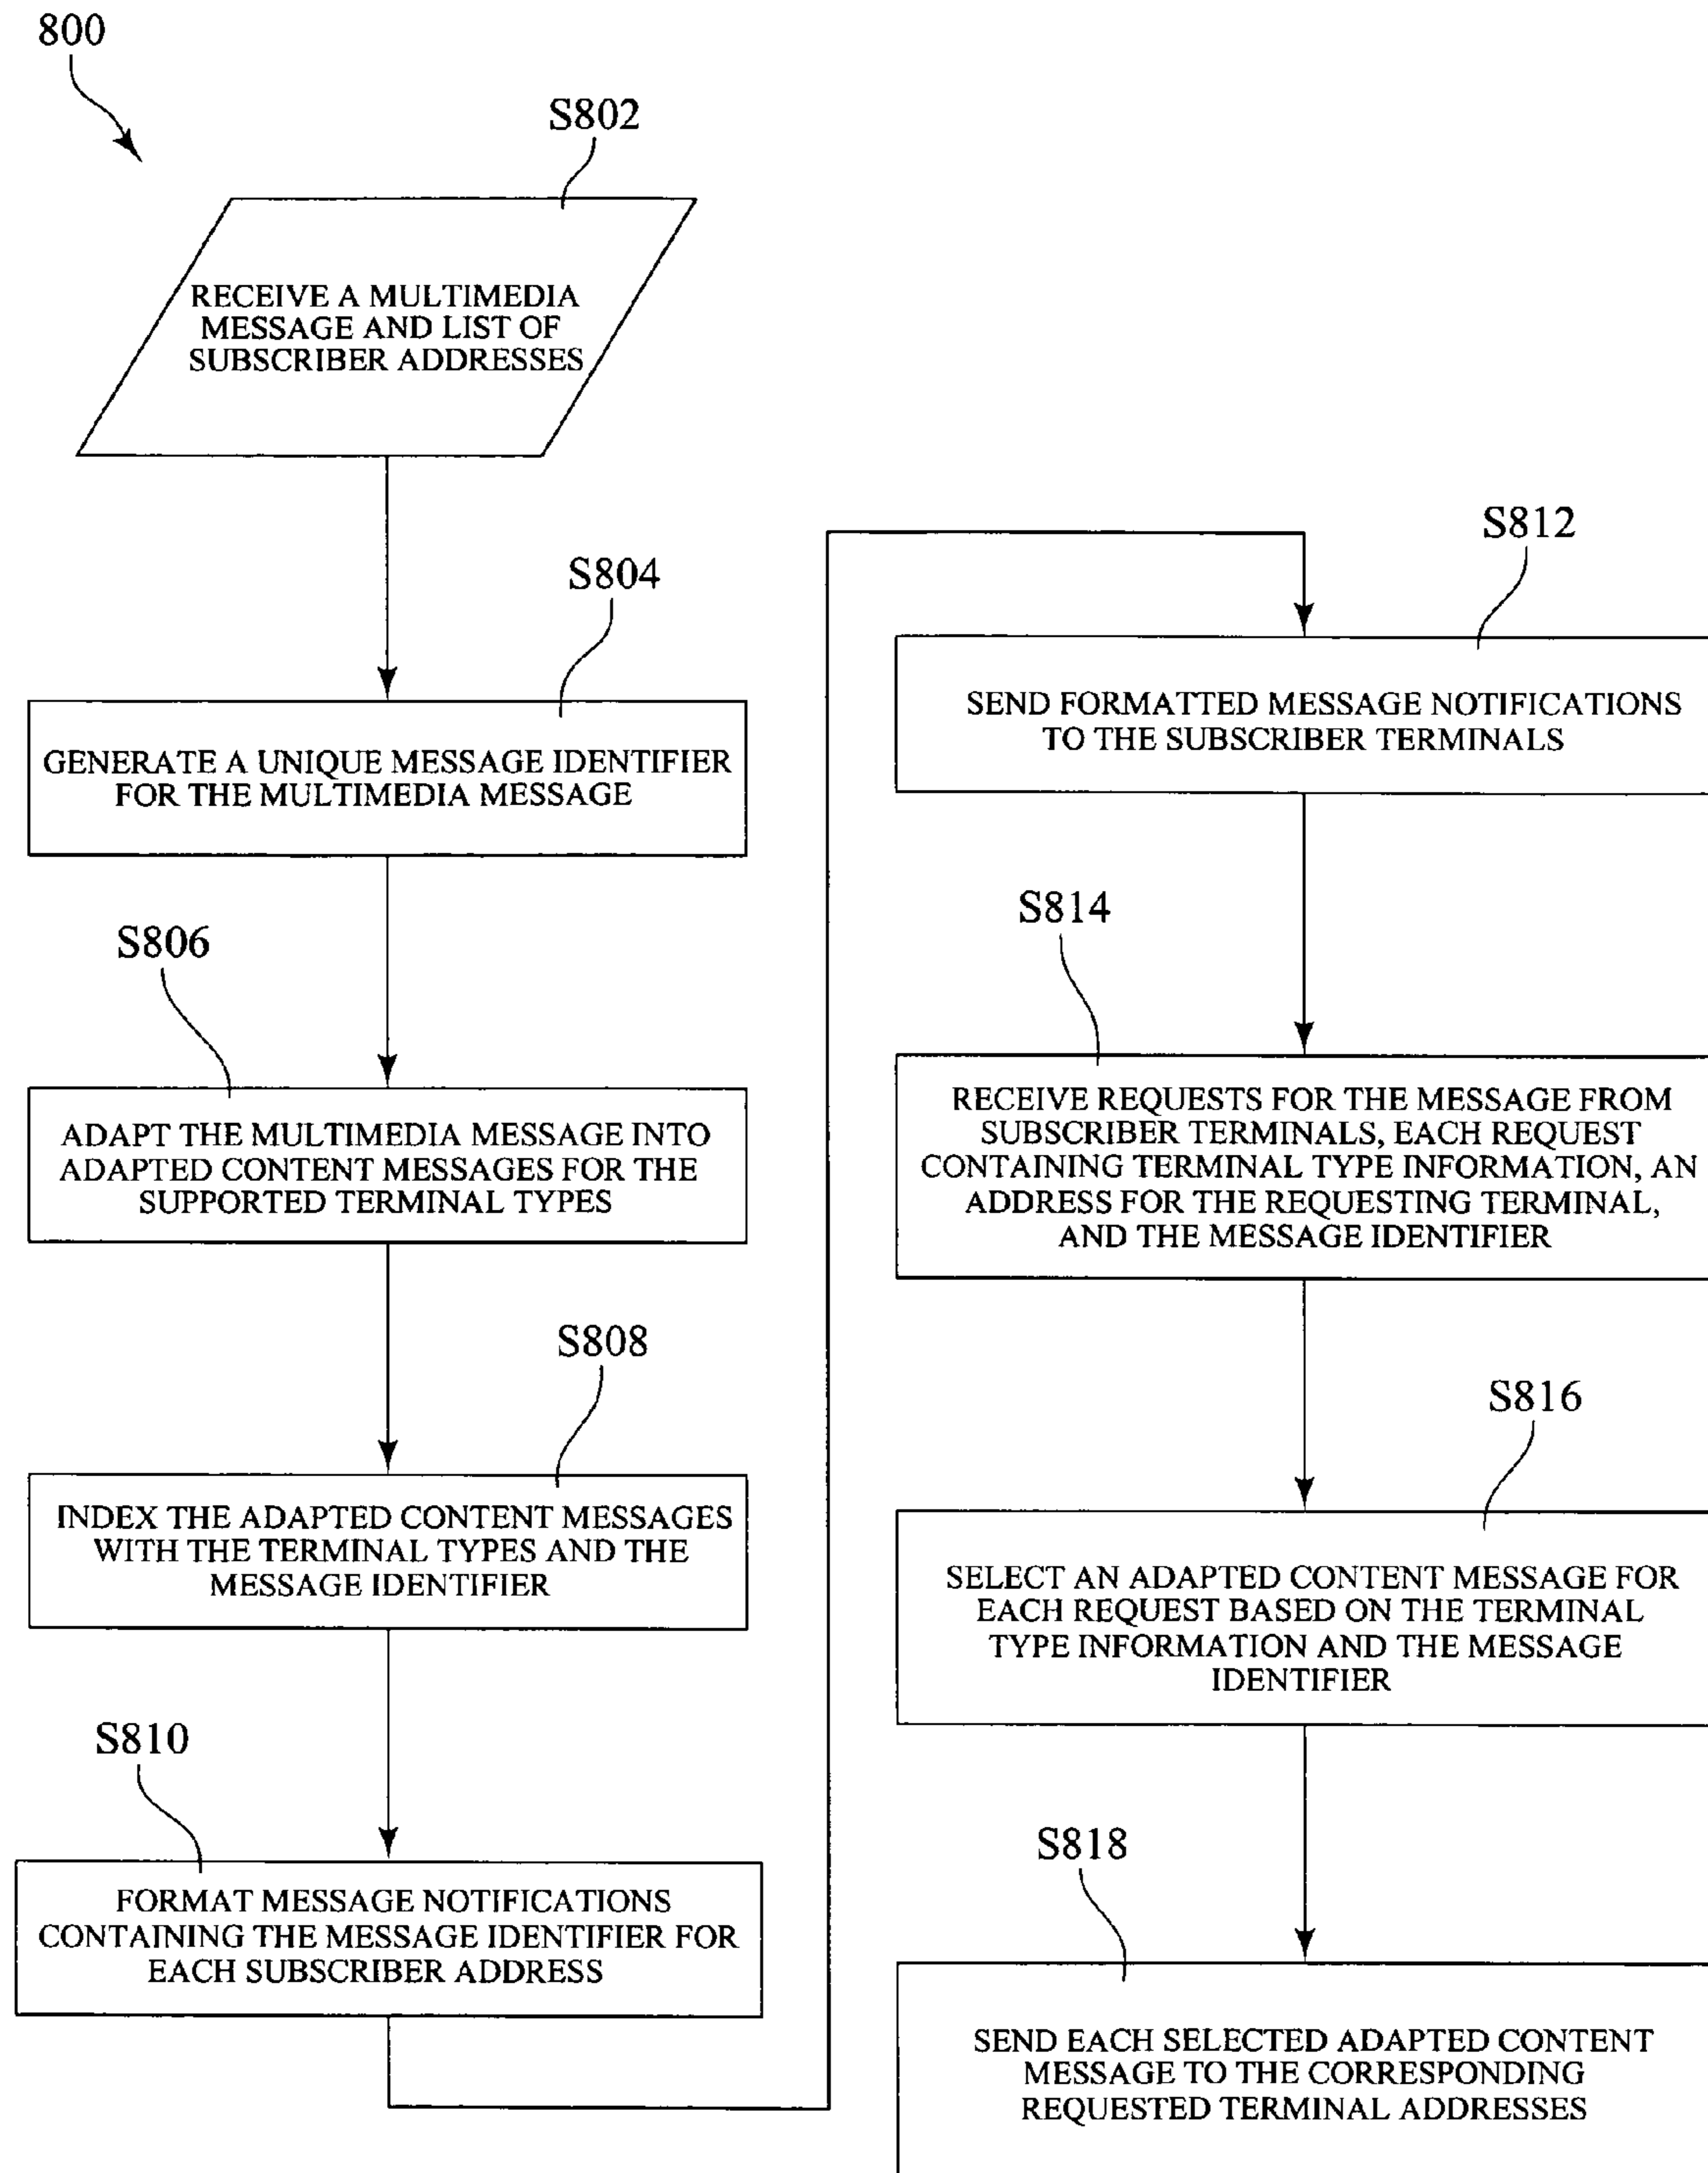 800
S802
RECEIVE A MULTIMEDIA
MESSAGE AND LIST OF
SUBSCRIBER ADDRESSES
S804
GENERATE A UNIQUE MESSAGE IDENTIFIER
FOR THE MULTIMEDIA MESSAGE
S806
ADAPT THE MULTIMEDIA MESSAGE INTO
ADAPTED CONTENT MESSAGES FOR THE
SUPPORTED TERMINAL TYPES
S808
INDEX THE ADAPTED CONTENT MESSAGES
WITH THE TERMINAL TYPES AND THE
MESSAGE IDENTIFIER
S810
FORMAT MESSAGE NOTIFICATIONS
CONTAINING THE MESSAGE IDENTIFIER FOR
EACH SUBSCRIBER ADDRESS
S812
SEND FORMATTED MESSAGE NOTIFICATIONS
TO THE SUBSCRIBER TERMINALS
S814
RECEIVE REQUESTS FOR THE MESSAGE FROM
SUBSCRIBER TERMINALS, EACH REQUEST
CONTAINING TERMINAL TYPE INFORMATION, AN
ADDRESS FOR THE REQUESTING TERMINAL,
AND THE MESSAGE IDENTIFIER
S816
SELECT AN ADAPTED CONTENT MESSAGE FOR
EACH REQUEST BASED ON THE TERMINAL
TYPE INFORMATION AND THE MESSAGE
IDENTIFIER
S818
SEND EACH SELECTED ADAPTED CONTENT
MESSAGE TO THE CORRESPONDING
REQUESTED TERMINAL ADDRESSES